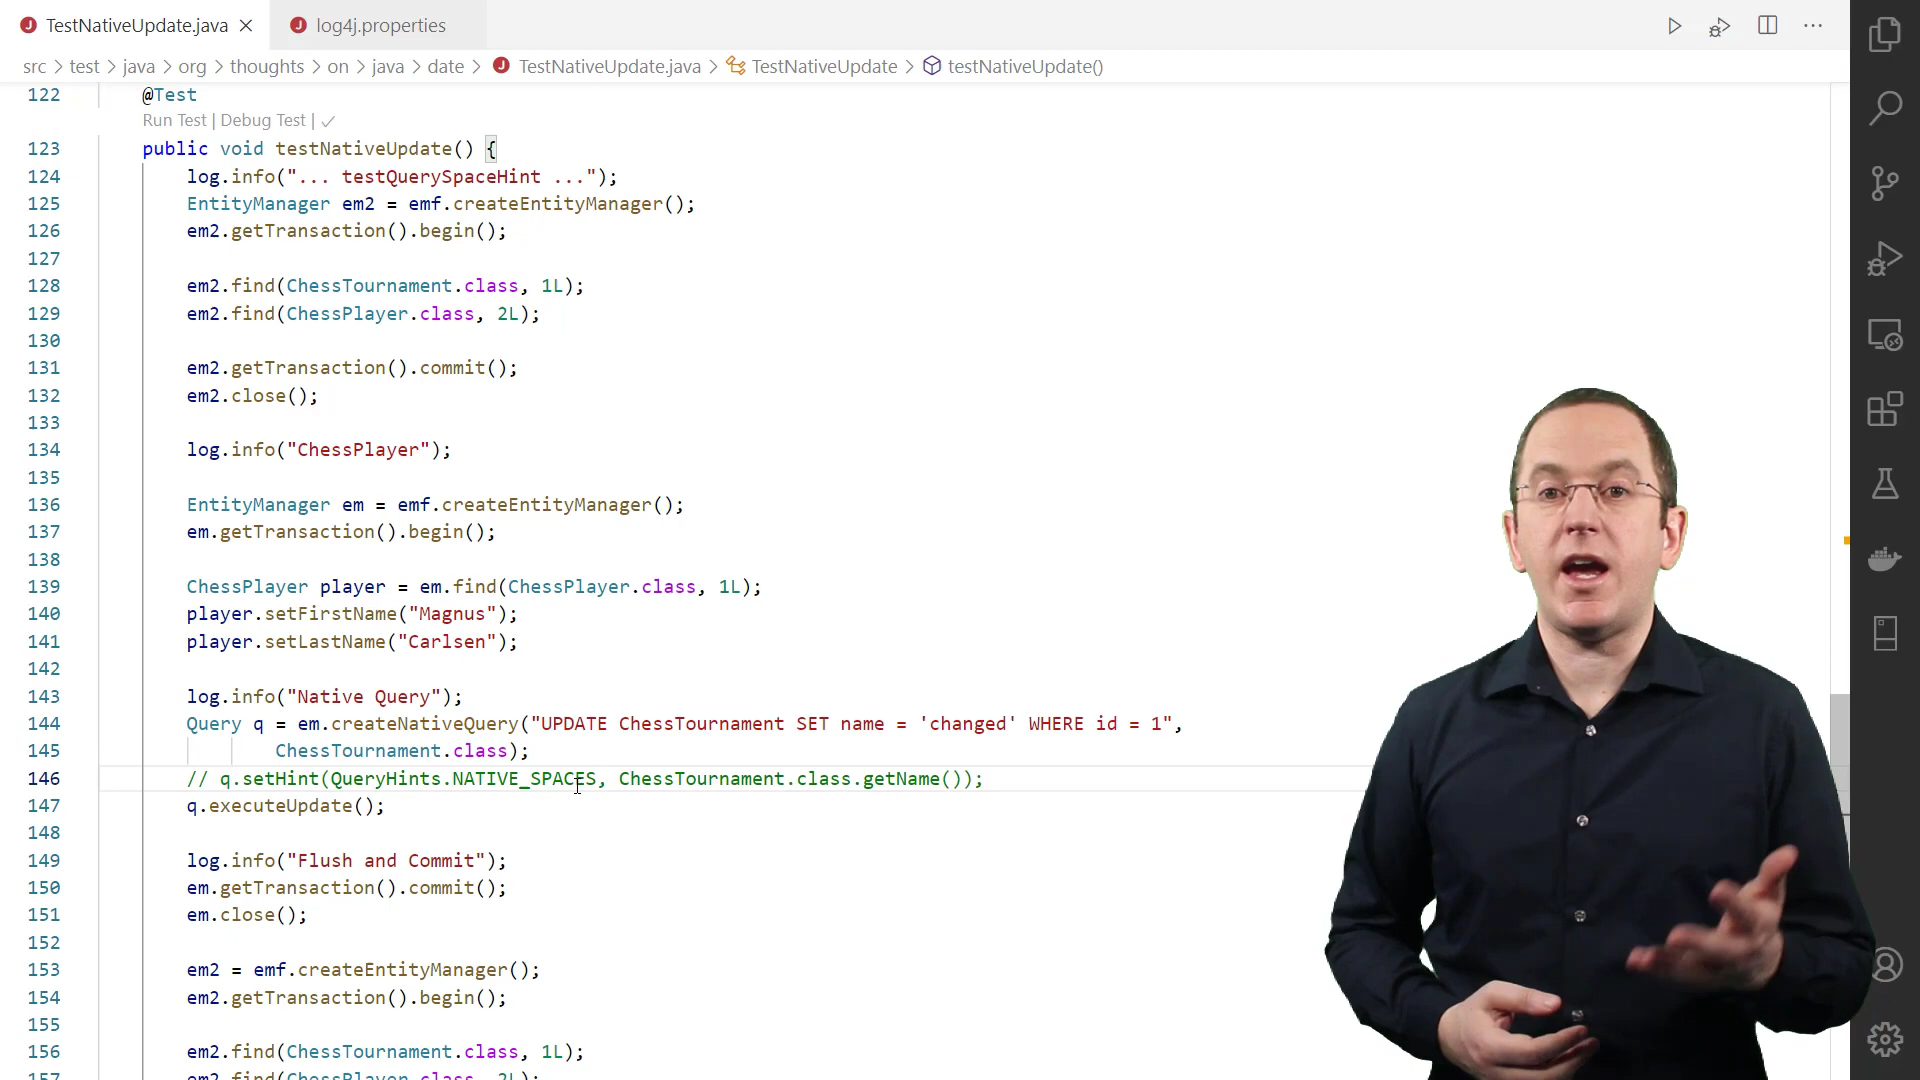 TestNativeUpdate.java
log4j.properties
src > test > java > org > thoughts > on > java > date > TestNativeUpdate.java > TestNativeUpdate > testNativeUpdate()
122 @Test
Run Test | Debug Test | ✓
123 public void testNativeUpdate() {
124 log.info("... testQuerySpaceHint ...");
125 EntityManager em2 = emf.createEntityManager();
126 em2.getTransaction().begin();
127
128 em2.find(ChessTournament.class, 1L);
129 em2.find(ChessPlayer.class, 2L);
130
131 em2.getTransaction().commit();
132 em2.close();
133
134 log.info("ChessPlayer");
135
136 EntityManager em = emf.createEntityManager();
137 em.getTransaction().begin();
138
139 ChessPlayer player = em.find(ChessPlayer.class, 1L);
140 player.setFirstName("Magnus");
141 player.setLastName("Carlsen");
142
143 log.info("Native Query");
144 Query q = em.createNativeQuery("UPDATE ChessTournament SET name = 'changed' WHERE id = 1",
145 ChessTournament.class);
146 // q.setHint(QueryHints.NATIVE_SPACES, ChessTournament.class.getName());
147 q.executeUpdate();
148
149 log.info("Flush and Commit");
150 em.getTransaction().commit();
151 em.close();
152
153 em2 = emf.createEntityManager();
154 em2.getTransaction().begin();
155
156 em2.find(ChessTournament.class, 1L);
157 em2.find(ChessPlayer.class, 2L);